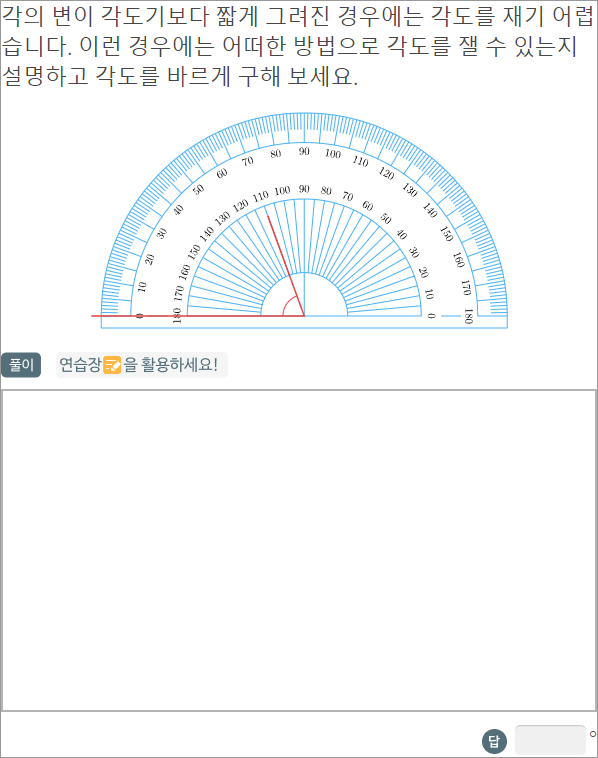 각의 변이 각도기보다 짧게 그려진 경우에는 각도를 재기 어렵
습니다. 이런 경우에는 어떠한 방법으로 각도를 잴 수 있는지
설명하고 각도를 바르게 구해 보세요.
0 10 20 30 40 50 60 70 80 90 100 110 120 130 140 150 160 170 180
180 170 160 150 140 130 120 110 100 90 80 70 60 50 40 30 20 10 0
풀이 연습장을 활용하세요!
답 °